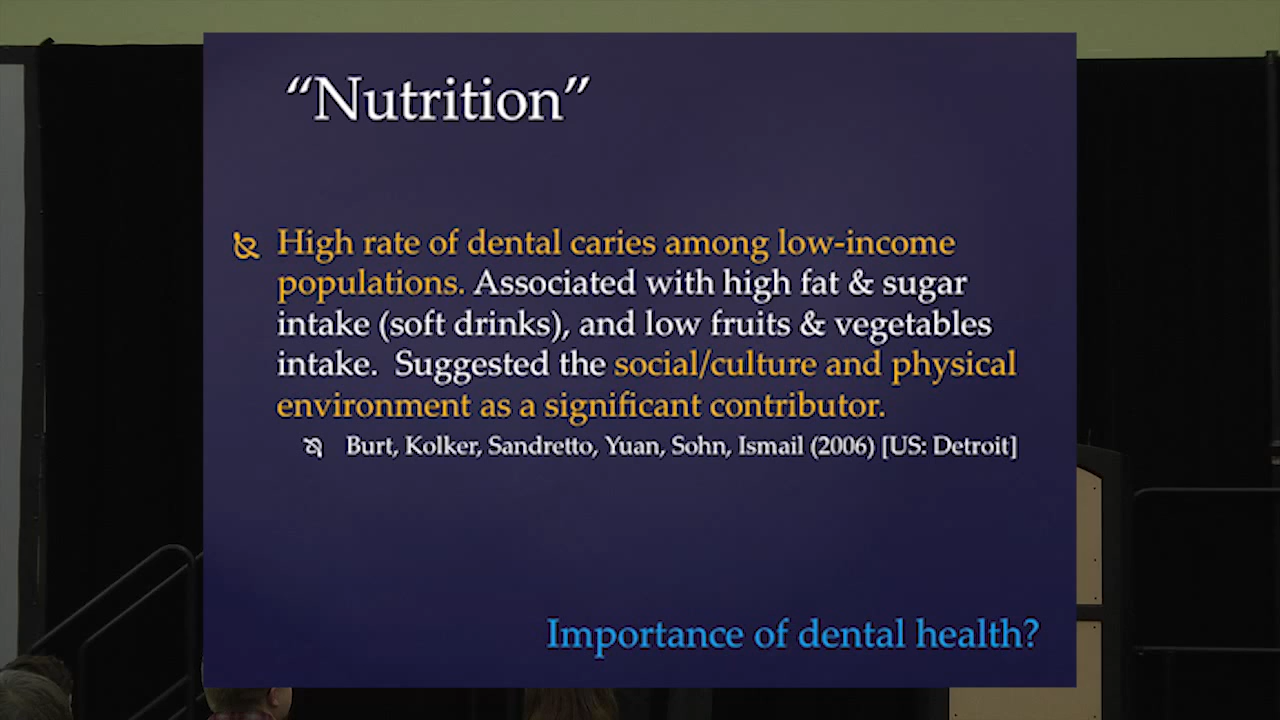 “Nutrition”
High rate of dental caries among low-income
populations. Associated with high fat & sugar
intake (soft drinks), and low fruits & vegetables
intake.  Suggested the social/culture and physical
environment as a significant contributor.
Burt, Kolker, Sandretto, Yuan, Sohn, Ismail (2006) [US: Detroit]
Importance of dental health?